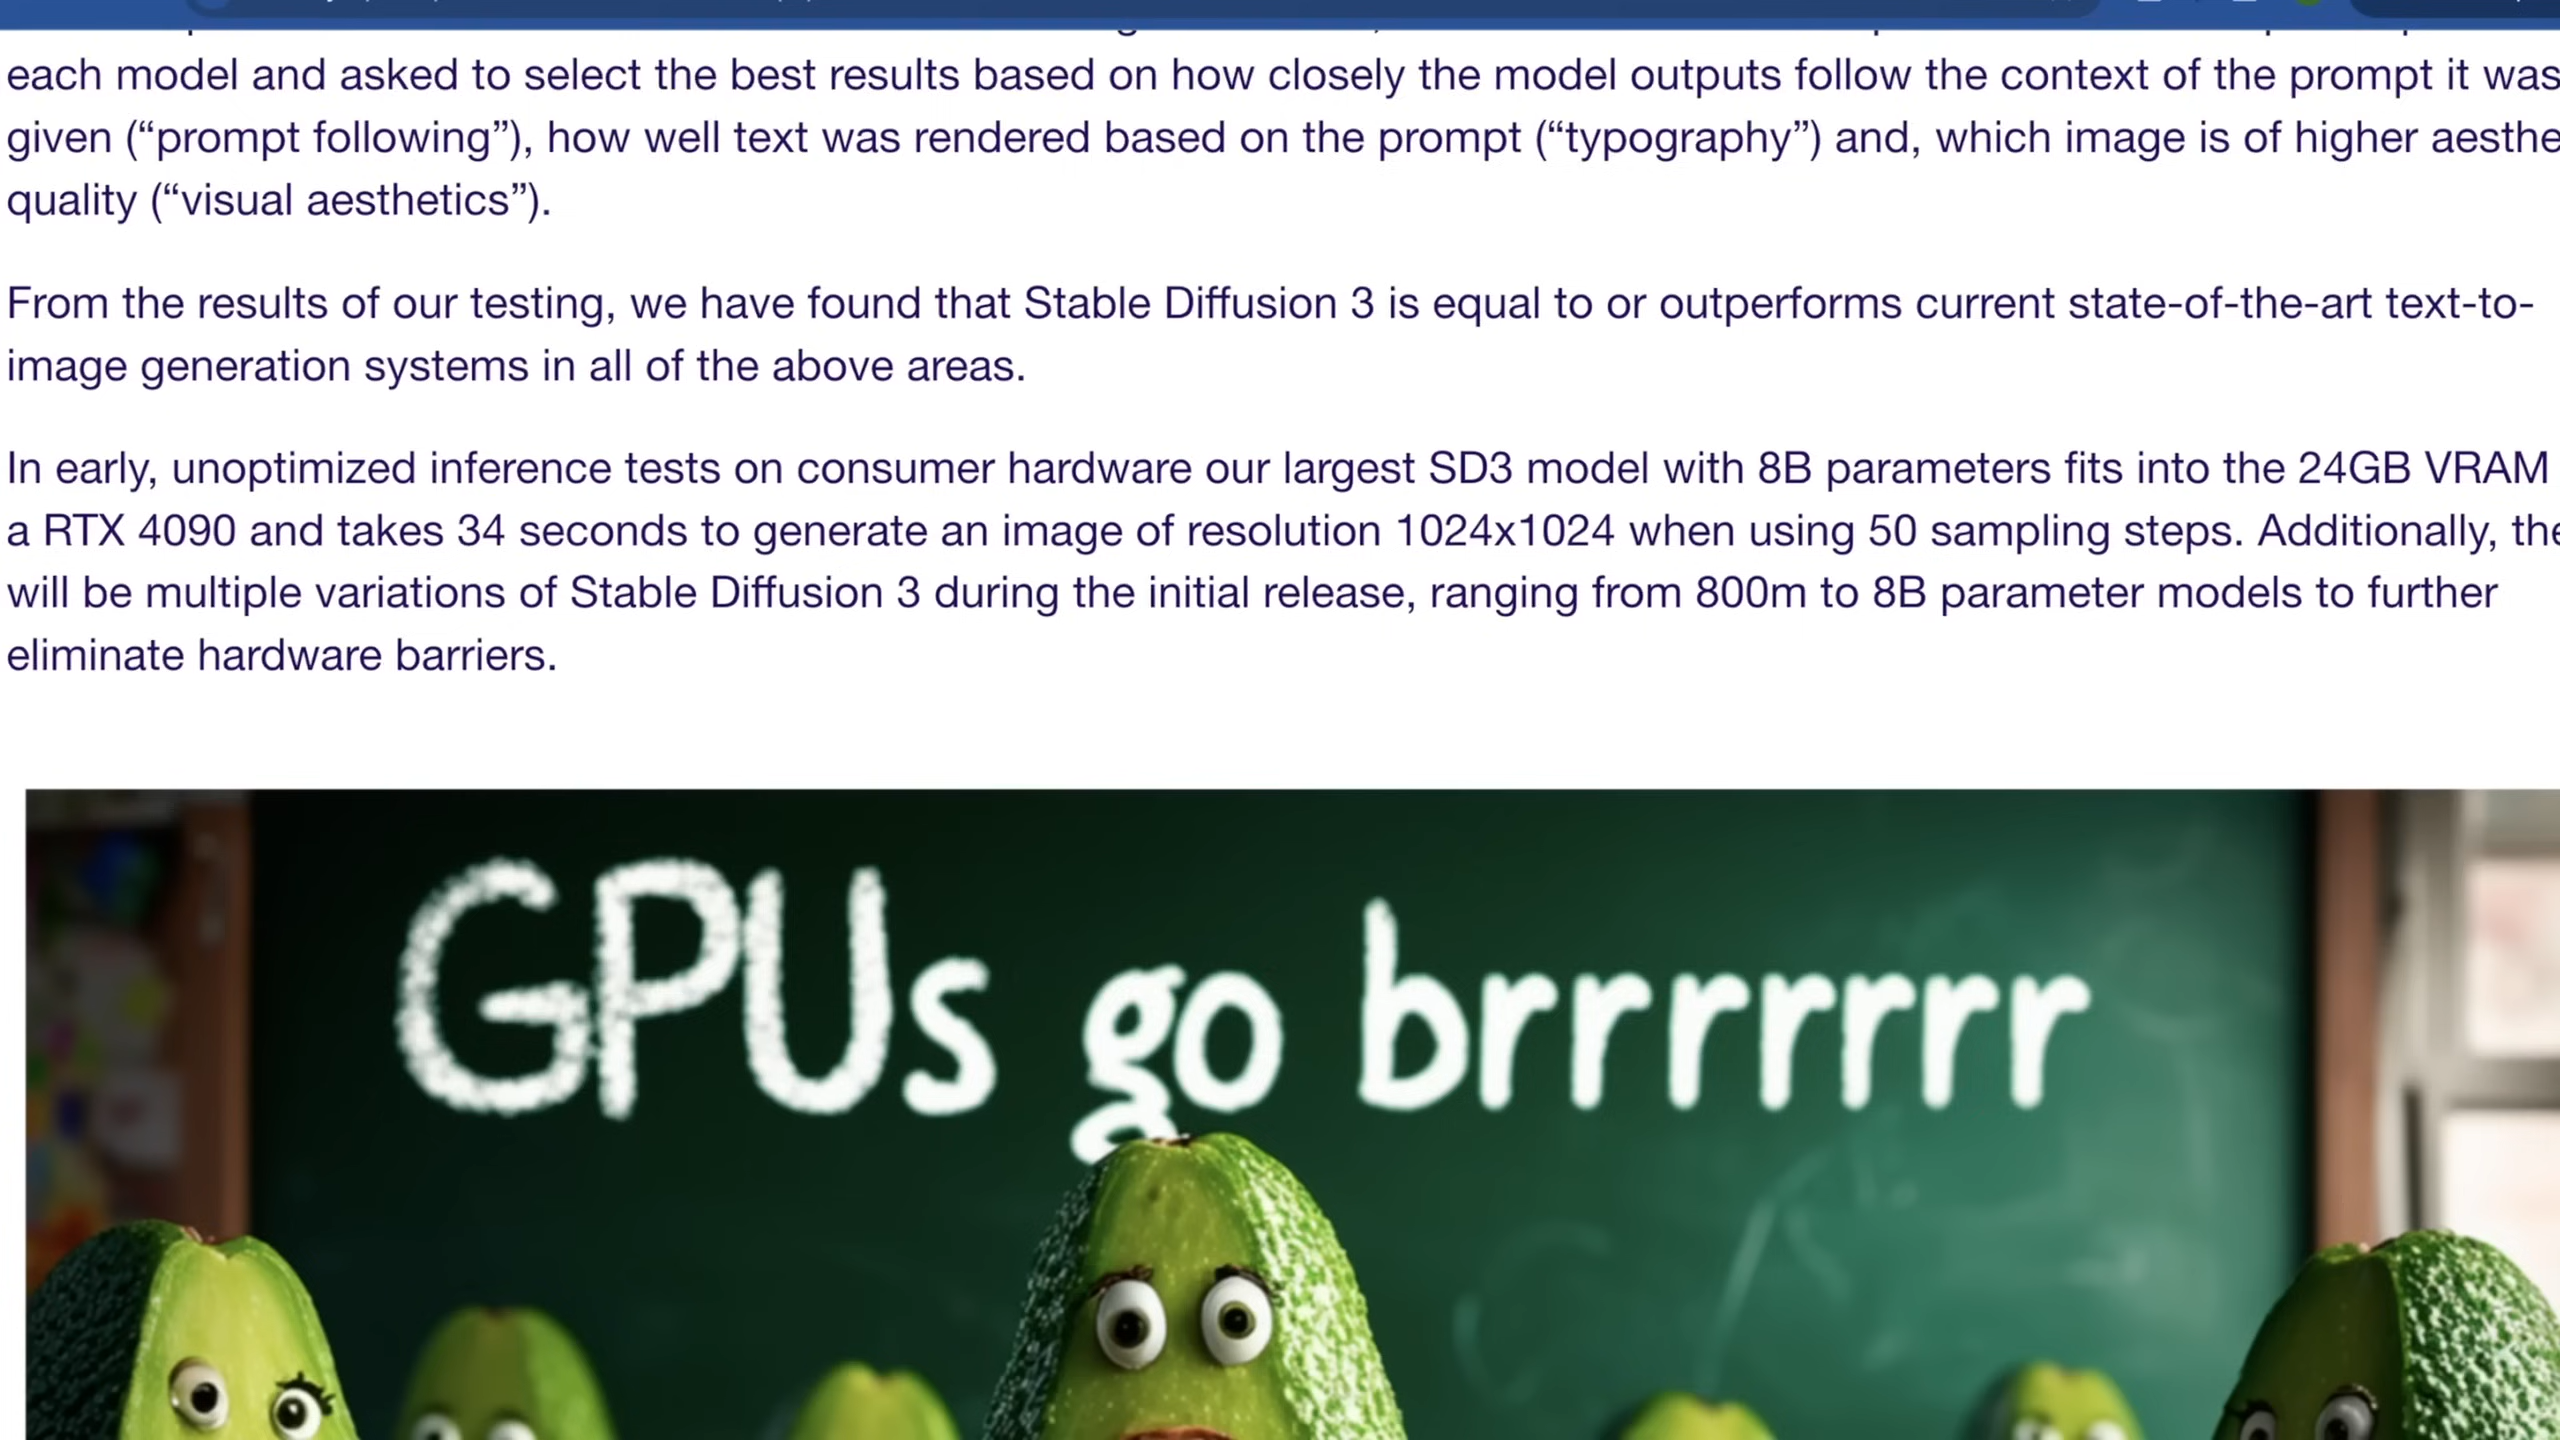 each model and asked to select the best results based on how closely the model outputs follow the context of the prompt it was
given (“prompt following”), how well text was rendered based on the prompt (“typography”) and, which image is of higher aesthe
quality (“visual aesthetics”).
From the results of our testing, we have found that Stable Diffusion 3 is equal to or outperforms current state-of-the-art text-to-
image generation systems in all of the above areas.
In early, unoptimized inference tests on consumer hardware our largest SD3 model with 8B parameters fits into the 24GB VRAM
a RTX 4090 and takes 34 seconds to generate an image of resolution 1024x1024 when using 50 sampling steps. Additionally, the
will be multiple variations of Stable Diffusion 3 during the initial release, ranging from 800m to 8B parameter models to further
eliminate hardware barriers.
GPUs go brrrrrrr